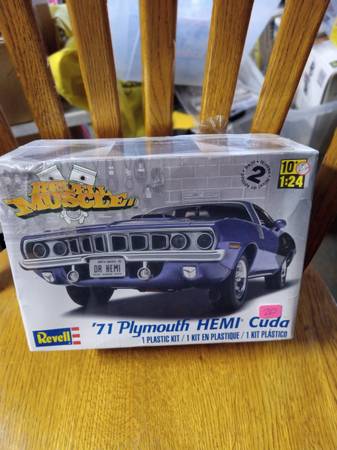 REVELL
MUSCLE
2
10+
1:24
DR HEMI
Revell
'71 Plymouth HEMI® Cuda
1 PLASTIC KIT / 1 KIT EN PLASTIQUE / 1 KIT PLÁSTICO